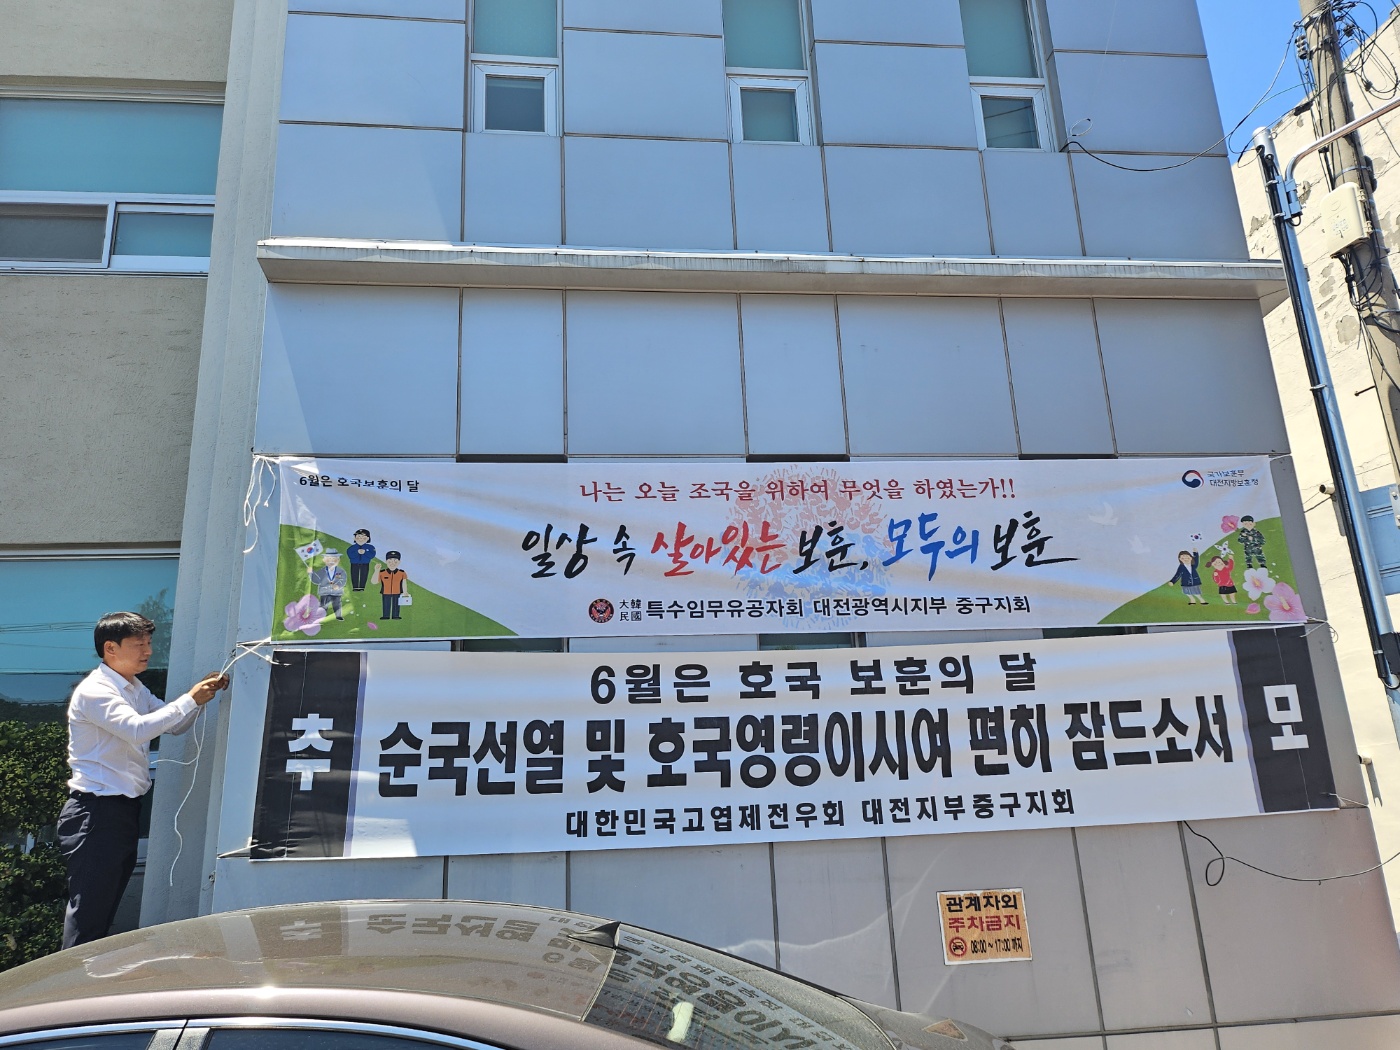 6월은 호국보훈의 달
국가보훈부
대전지방보훈청
나는 오늘 조국을 위하여 무엇을 하였는가!!
일상 속 살아있는 보훈, 모두의 보훈
大韓
民國
특수임무유공자회 대전광역시지부 중구지회
추
6월은 호국 보훈의 달
순국선열 및 호국영령이시여 편히 잠드소서
대한민국고엽제전우회 대전지부중구지회
모
관계자외
주차금지
08:00~17:00 까지